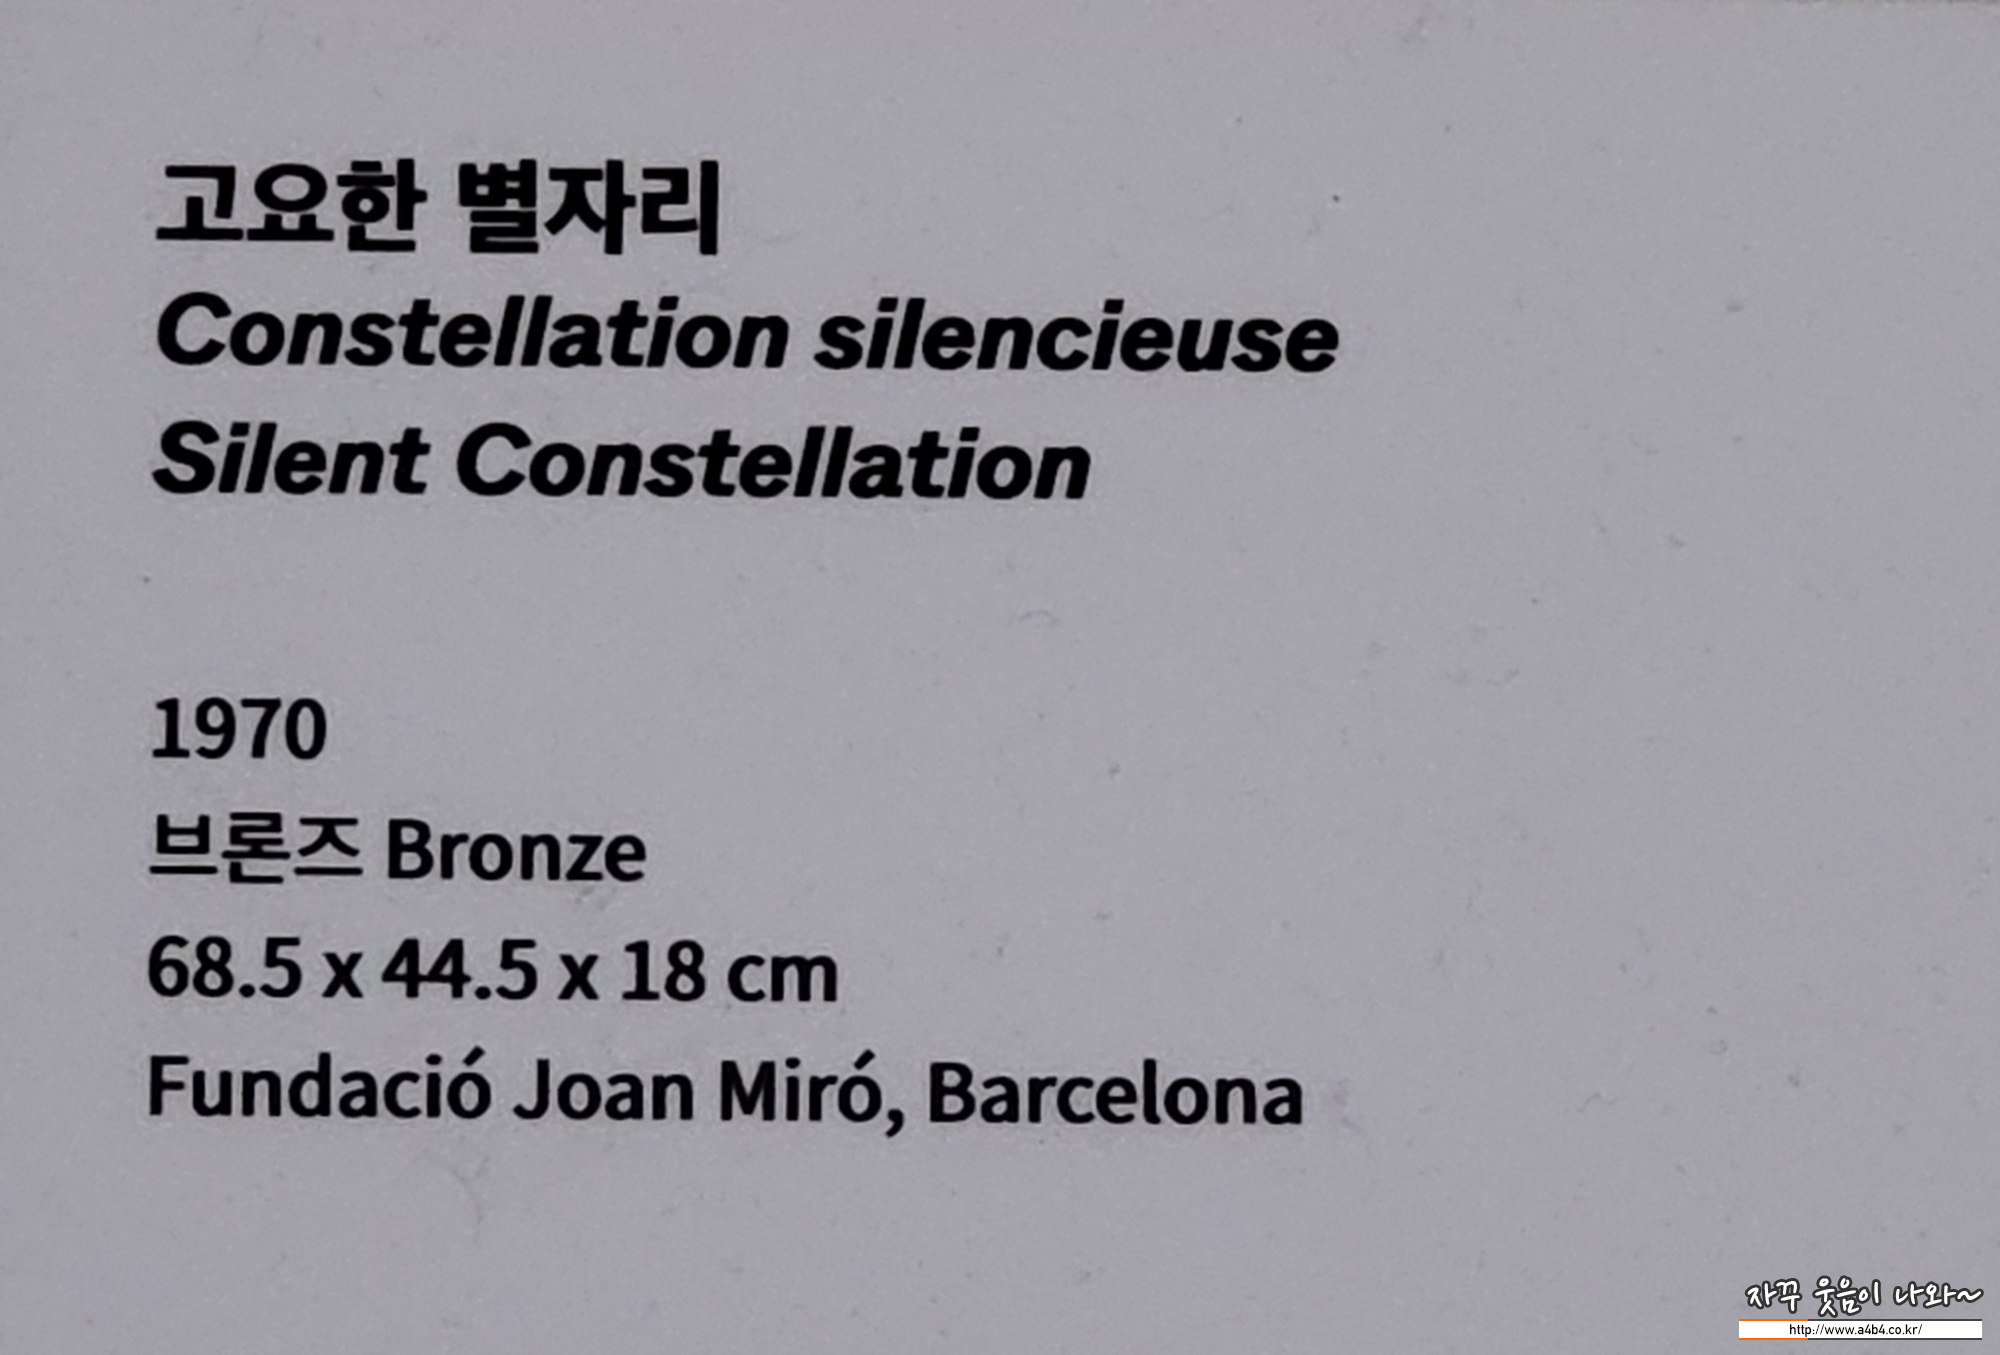 고요한 별자리
Constellation silencieuse
Silent Constellation
1970
브론즈 Bronze
68.5 x 44.5 x 18 cm
Fundació Joan Miró, Barcelona
자꾸 웃음이 나와~
http://www.a4b4.co.kr/